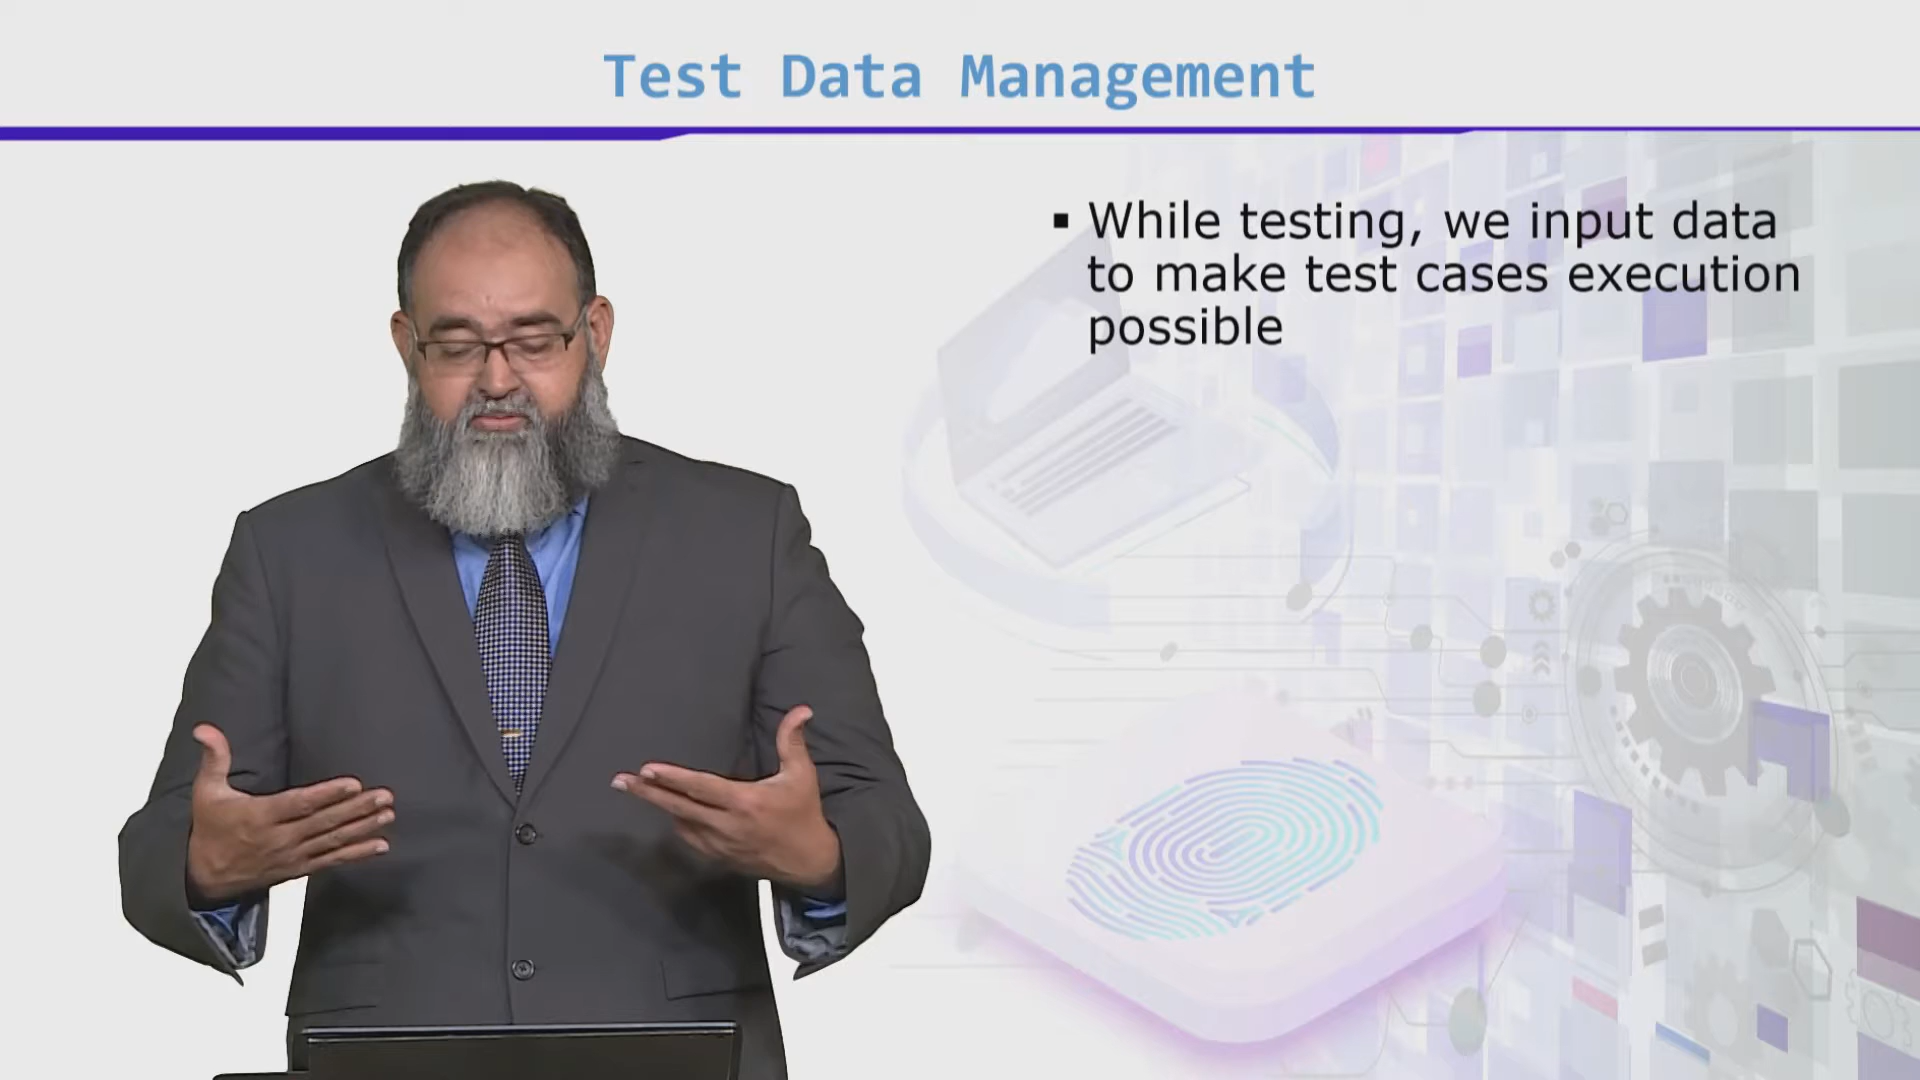 Test Data Management
▪ While testing, we input data
to make test cases execution
possible